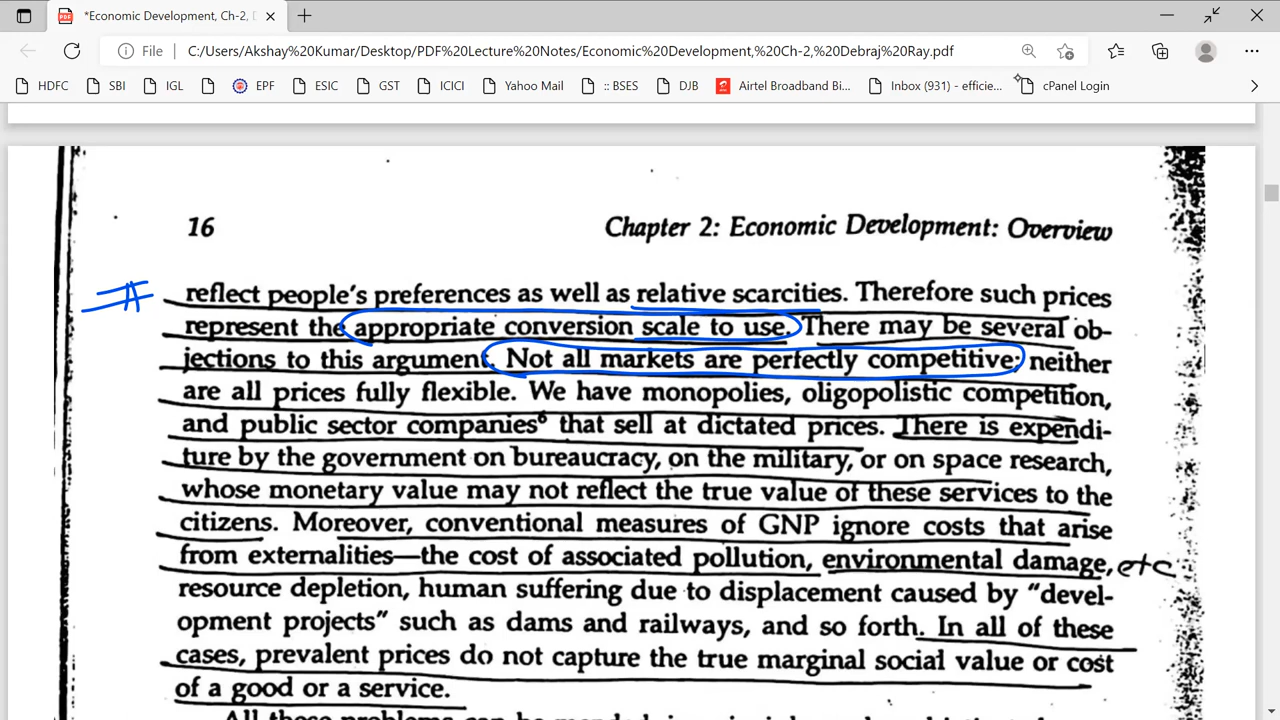 *Economic Development, Ch-2, D
File C:/Users/Akshay%20Kumar/Desktop/PDF%20Lecture%20Notes/Economic%20Development,%20Ch-2,%20Debraj%20Ray.pdf
HDFC SBI IGL EPF ESIC GST ICICI Yahoo Mail :: BSES DJB Airtel Broadband Bi... Inbox (931) - efficie... cPanel Login
16 Chapter 2: Economic Development: Overview
reflect people's preferences as well as relative scarcities. Therefore such prices
represent the appropriate conversion scale to use. There may be several ob-
jections to this argument. Not all markets are perfectly competitive; neither
are all prices fully flexible. We have monopolies, oligopolistic competition,
and public sector companies⁶ that sell at dictated prices. There is expendi-
ture by the government on bureaucracy, on the military, or on space research,
whose monetary value may not reflect the true value of these services to the
citizens. Moreover, conventional measures of GNP ignore costs that arise
from externalities—the cost of associated pollution, environmental damage, etc
resource depletion, human suffering due to displacement caused by "devel-
opment projects" such as dams and railways, and so forth. In all of these
cases, prevalent prices do not capture the true marginal social value or cost
of a good or a service.